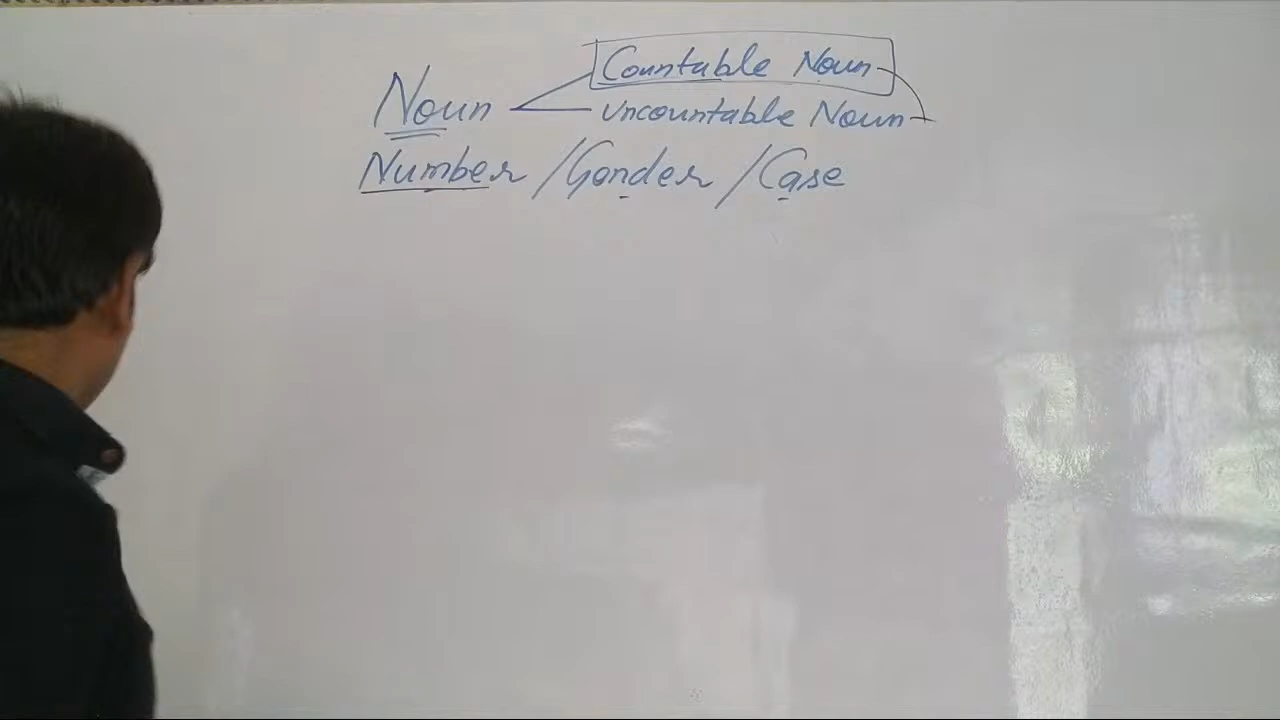 Countable Noun
Noun
Uncountable Noun
Number / Gender / Case